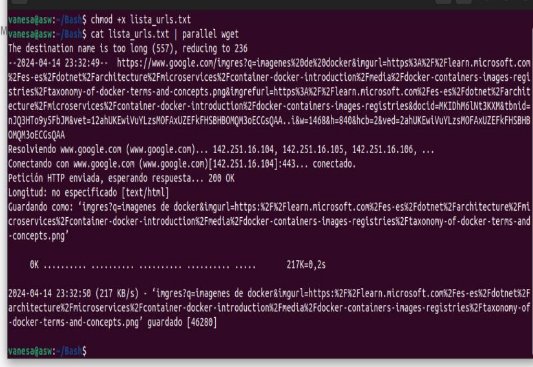 vanesa@asw:~/Bash$ chmod +x lista_urls.txt
vanesa@asw:~/Bash$ cat lista_urls.txt | parallel wget
The destination name is too long (557), reducing to 236
--2024-04-14 23:32:49-- https://www.google.com/imgres?q=imagenes%20de%20docker&imgurl=https%3A%2F%2Flearn.microsoft.com
%2Fes-es%2Fdotnet%2Farchitecture%2Fmicroservices%2Fcontainer-docker-introduction%2Fmedia%2Fdocker-containers-images-regi
stries%2Ftaxonomy-of-docker-terms-and-concepts.png&imgrefurl=https%3A%2F%2Flearn.microsoft.com%2Fes-es%2Fdotnet%2Farchit
ecture%2Fmicroservices%2Fcontainer-docker-introduction%2Fdocker-containers-images-registries&docid=MKIDhM6lNt3KXM&tbnid=
nJQ3HTo9y5FbJM&vet=12ahUKEwiVuYLzsMOFAxUZEFkFHSBHBOMQM3oECGsQAA..i&w=1468&h=840&hcb=2&ved=2ahUKEwiVuYLzsMOFAxUZEFkFHSBHB
OMQM3oECGsQAA
Resolviendo www.google.com (www.google.com)... 142.251.16.104, 142.251.16.105, 142.251.16.106, ...
Conectando con www.google.com (www.google.com)[142.251.16.104]:443... conectado.
Petición HTTP enviada, esperando respuesta... 200 OK
Longitud: no especificado [text/html]
Guardando como: ‘imgres?q=imagenes de docker&imgurl=https:%2F%2Flearn.microsoft.com%2Fes-es%2Fdotnet%2Farchitecture%2Fmi
croservices%2Fcontainer-docker-introduction%2Fmedia%2Fdocker-containers-images-registries%2Ftaxonomy-of-docker-terms-and
-concepts.png’
0K .......... .......... .......... .......... ..... 217K=0,2s
2024-04-14 23:32:50 (217 KB/s) - ‘imgres?q=imagenes de docker&imgurl=https:%2F%2Flearn.microsoft.com%2Fes-es%2Fdotnet%2F
architecture%2Fmicroservices%2Fcontainer-docker-introduction%2Fmedia%2Fdocker-containers-images-registries%2Ftaxonomy-of
-docker-terms-and-concepts.png’ guardado [46280]
vanesa@asw:~/Bash$